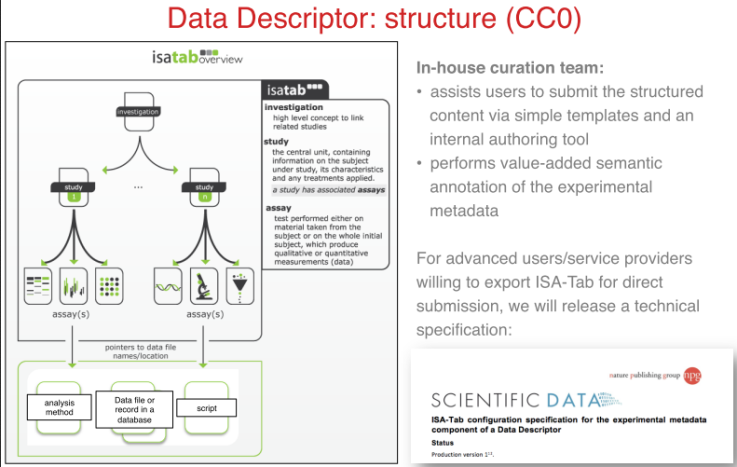 Data Descriptor: structure (CC0)
isatab overview
investigation
study
1
...
study
n
assay(s)
assay(s)
pointers to data file
names/location
analysis
method
Data file or
record in a
database
script
isatab
investigation
high level concept to link
related studies
study
the central unit, containing
information on the subject
under study, its characteristics
and any treatments applied.
a study has associated assays
assay
test performed either on
material taken from the
subject or on the whole initial
subject, which produce
qualitative or quantitative
measurements (data)
In-house curation team:
• assists users to submit the structured
content via simple templates and an
internal authoring tool
• performs value-added semantic
annotation of the experimental
metadata
For advanced users/service providers
willing to export ISA-Tab for direct
submission, we will release a technical
specification:
nature publishing group npg
SCIENTIFIC DATA
ISA-Tab configuration specification for the experimental metadata
component of a Data Descriptor
Status